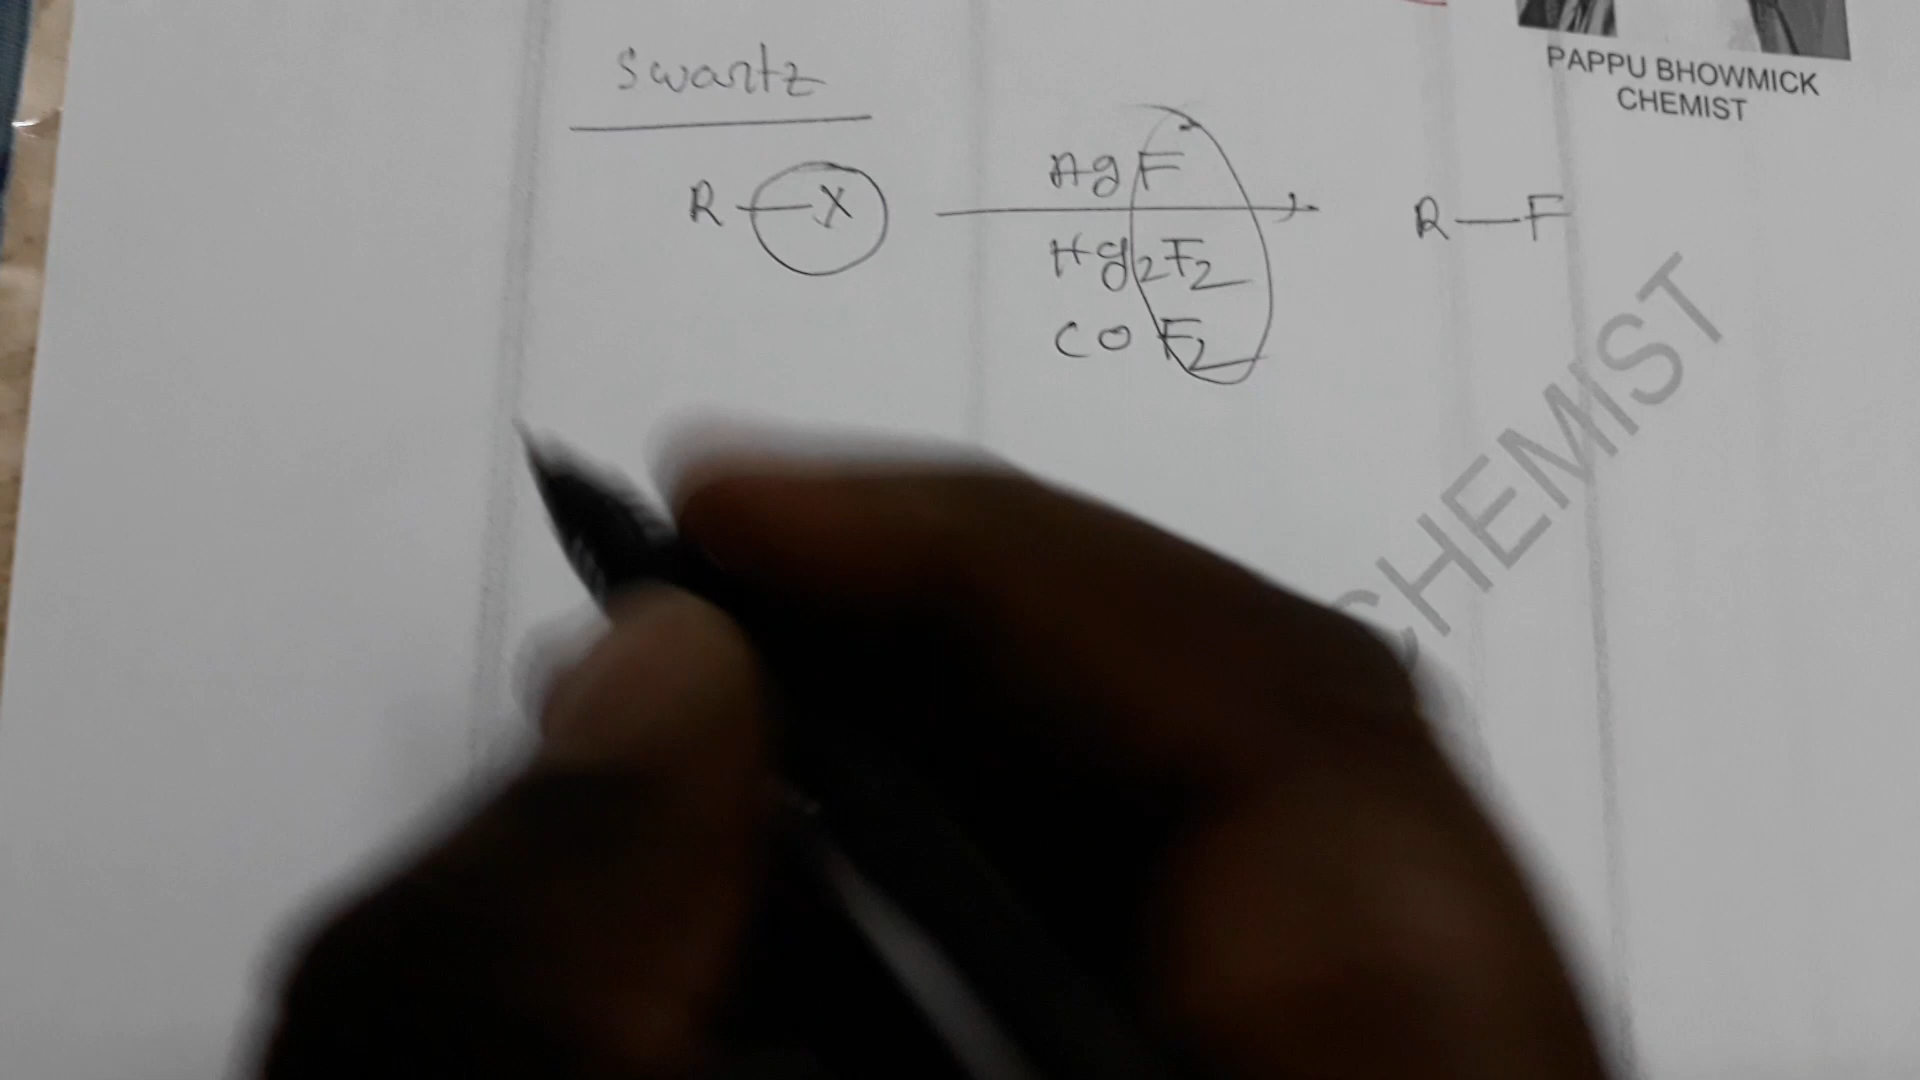 Swartz
PAPPU BHOWMICK
CHEMIST
R—X
AgF
Hg2F2
COF2
R—F
CHEMIST